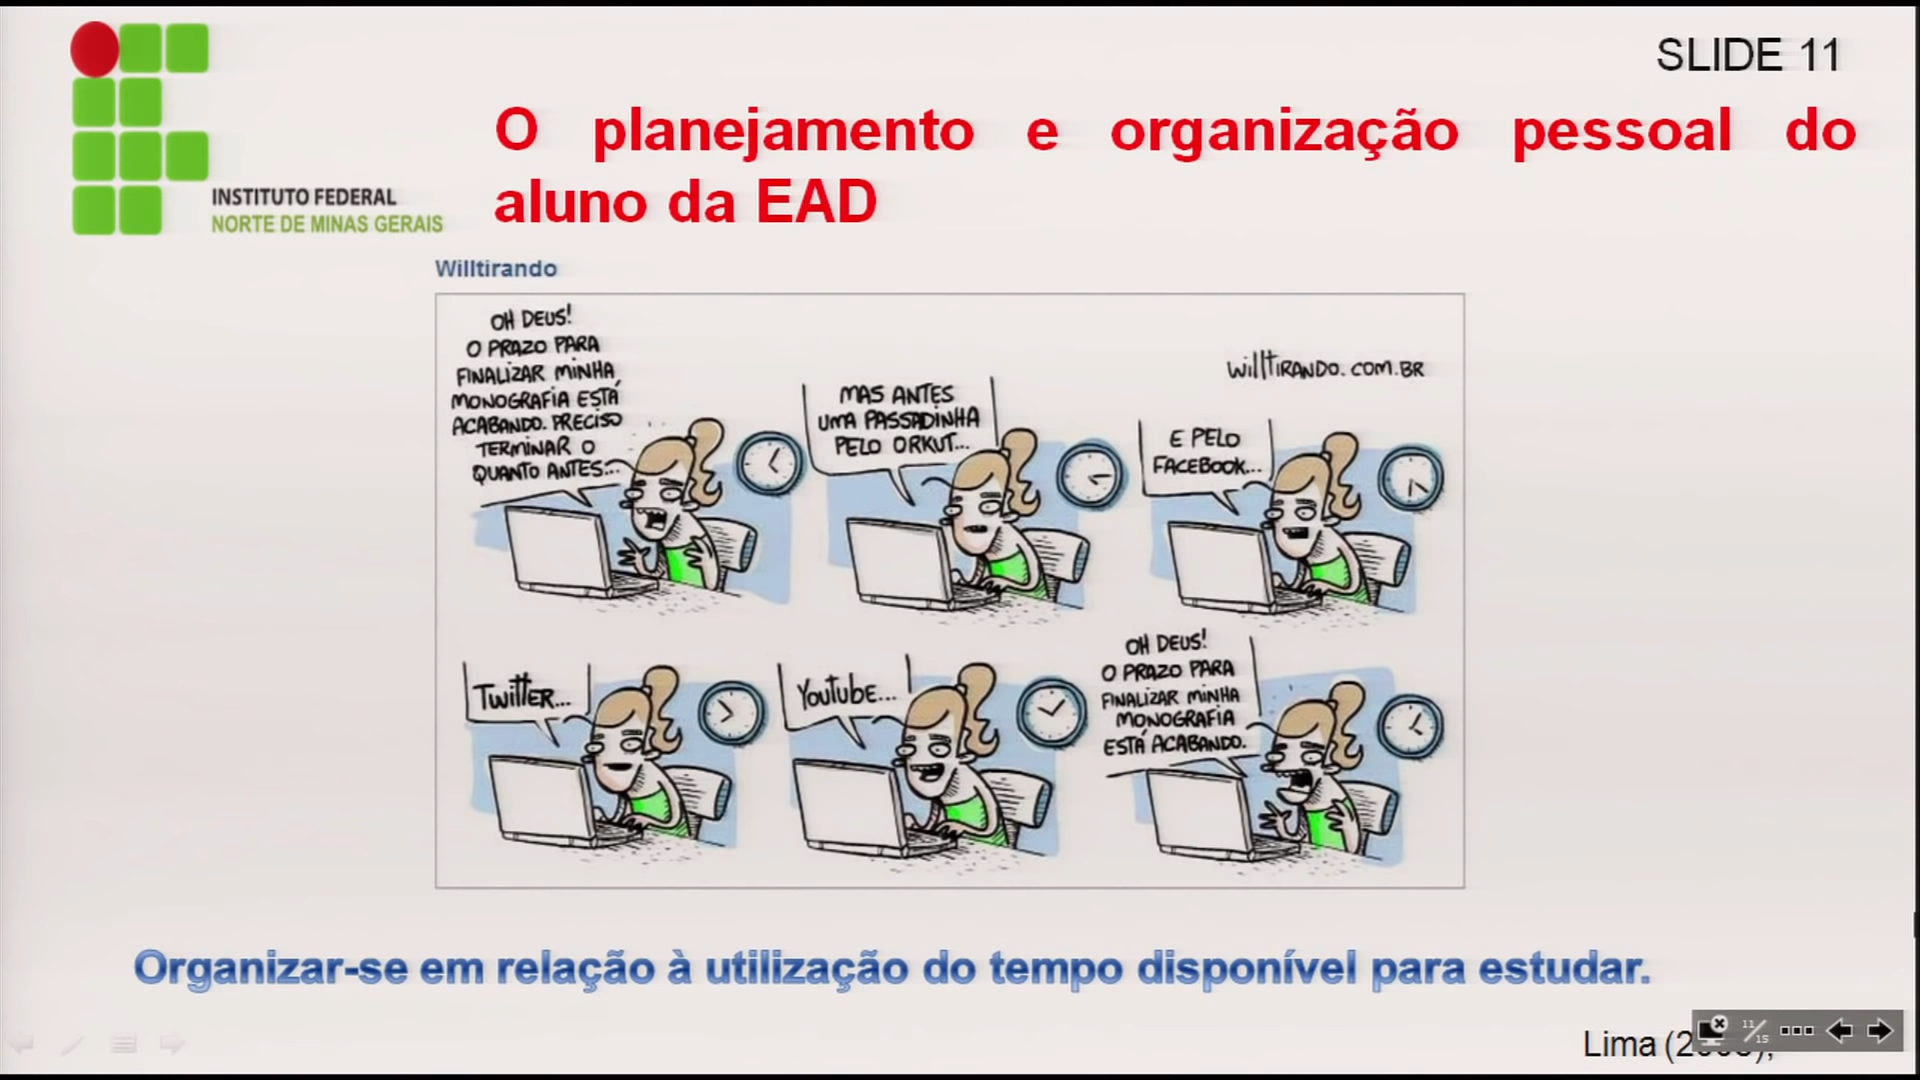 SLIDE 11
O planejamento e organização pessoal do
aluno da EAD
INSTITUTO FEDERAL
NORTE DE MINAS GERAIS
Willtirando
OH DEUS!
O PRAZO PARA
FINALIZAR MINHA
MONOGRAFIA ESTÁ
ACABANDO. PRECISO
TERMINAR O
QUANTO ANTES...
MAS ANTES
UMA PASSADINHA
PELO ORKUT...
WILLTIRANDO.COM.BR
E PELO
FACEBOOK...
TWITTER...
YOUTUBE...
OH DEUS!
O PRAZO PARA
FINALIZAR MINHA
MONOGRAFIA
ESTÁ ACABANDO.
Organizar-se em relação à utilização do tempo disponível para estudar.
11/15
Lima